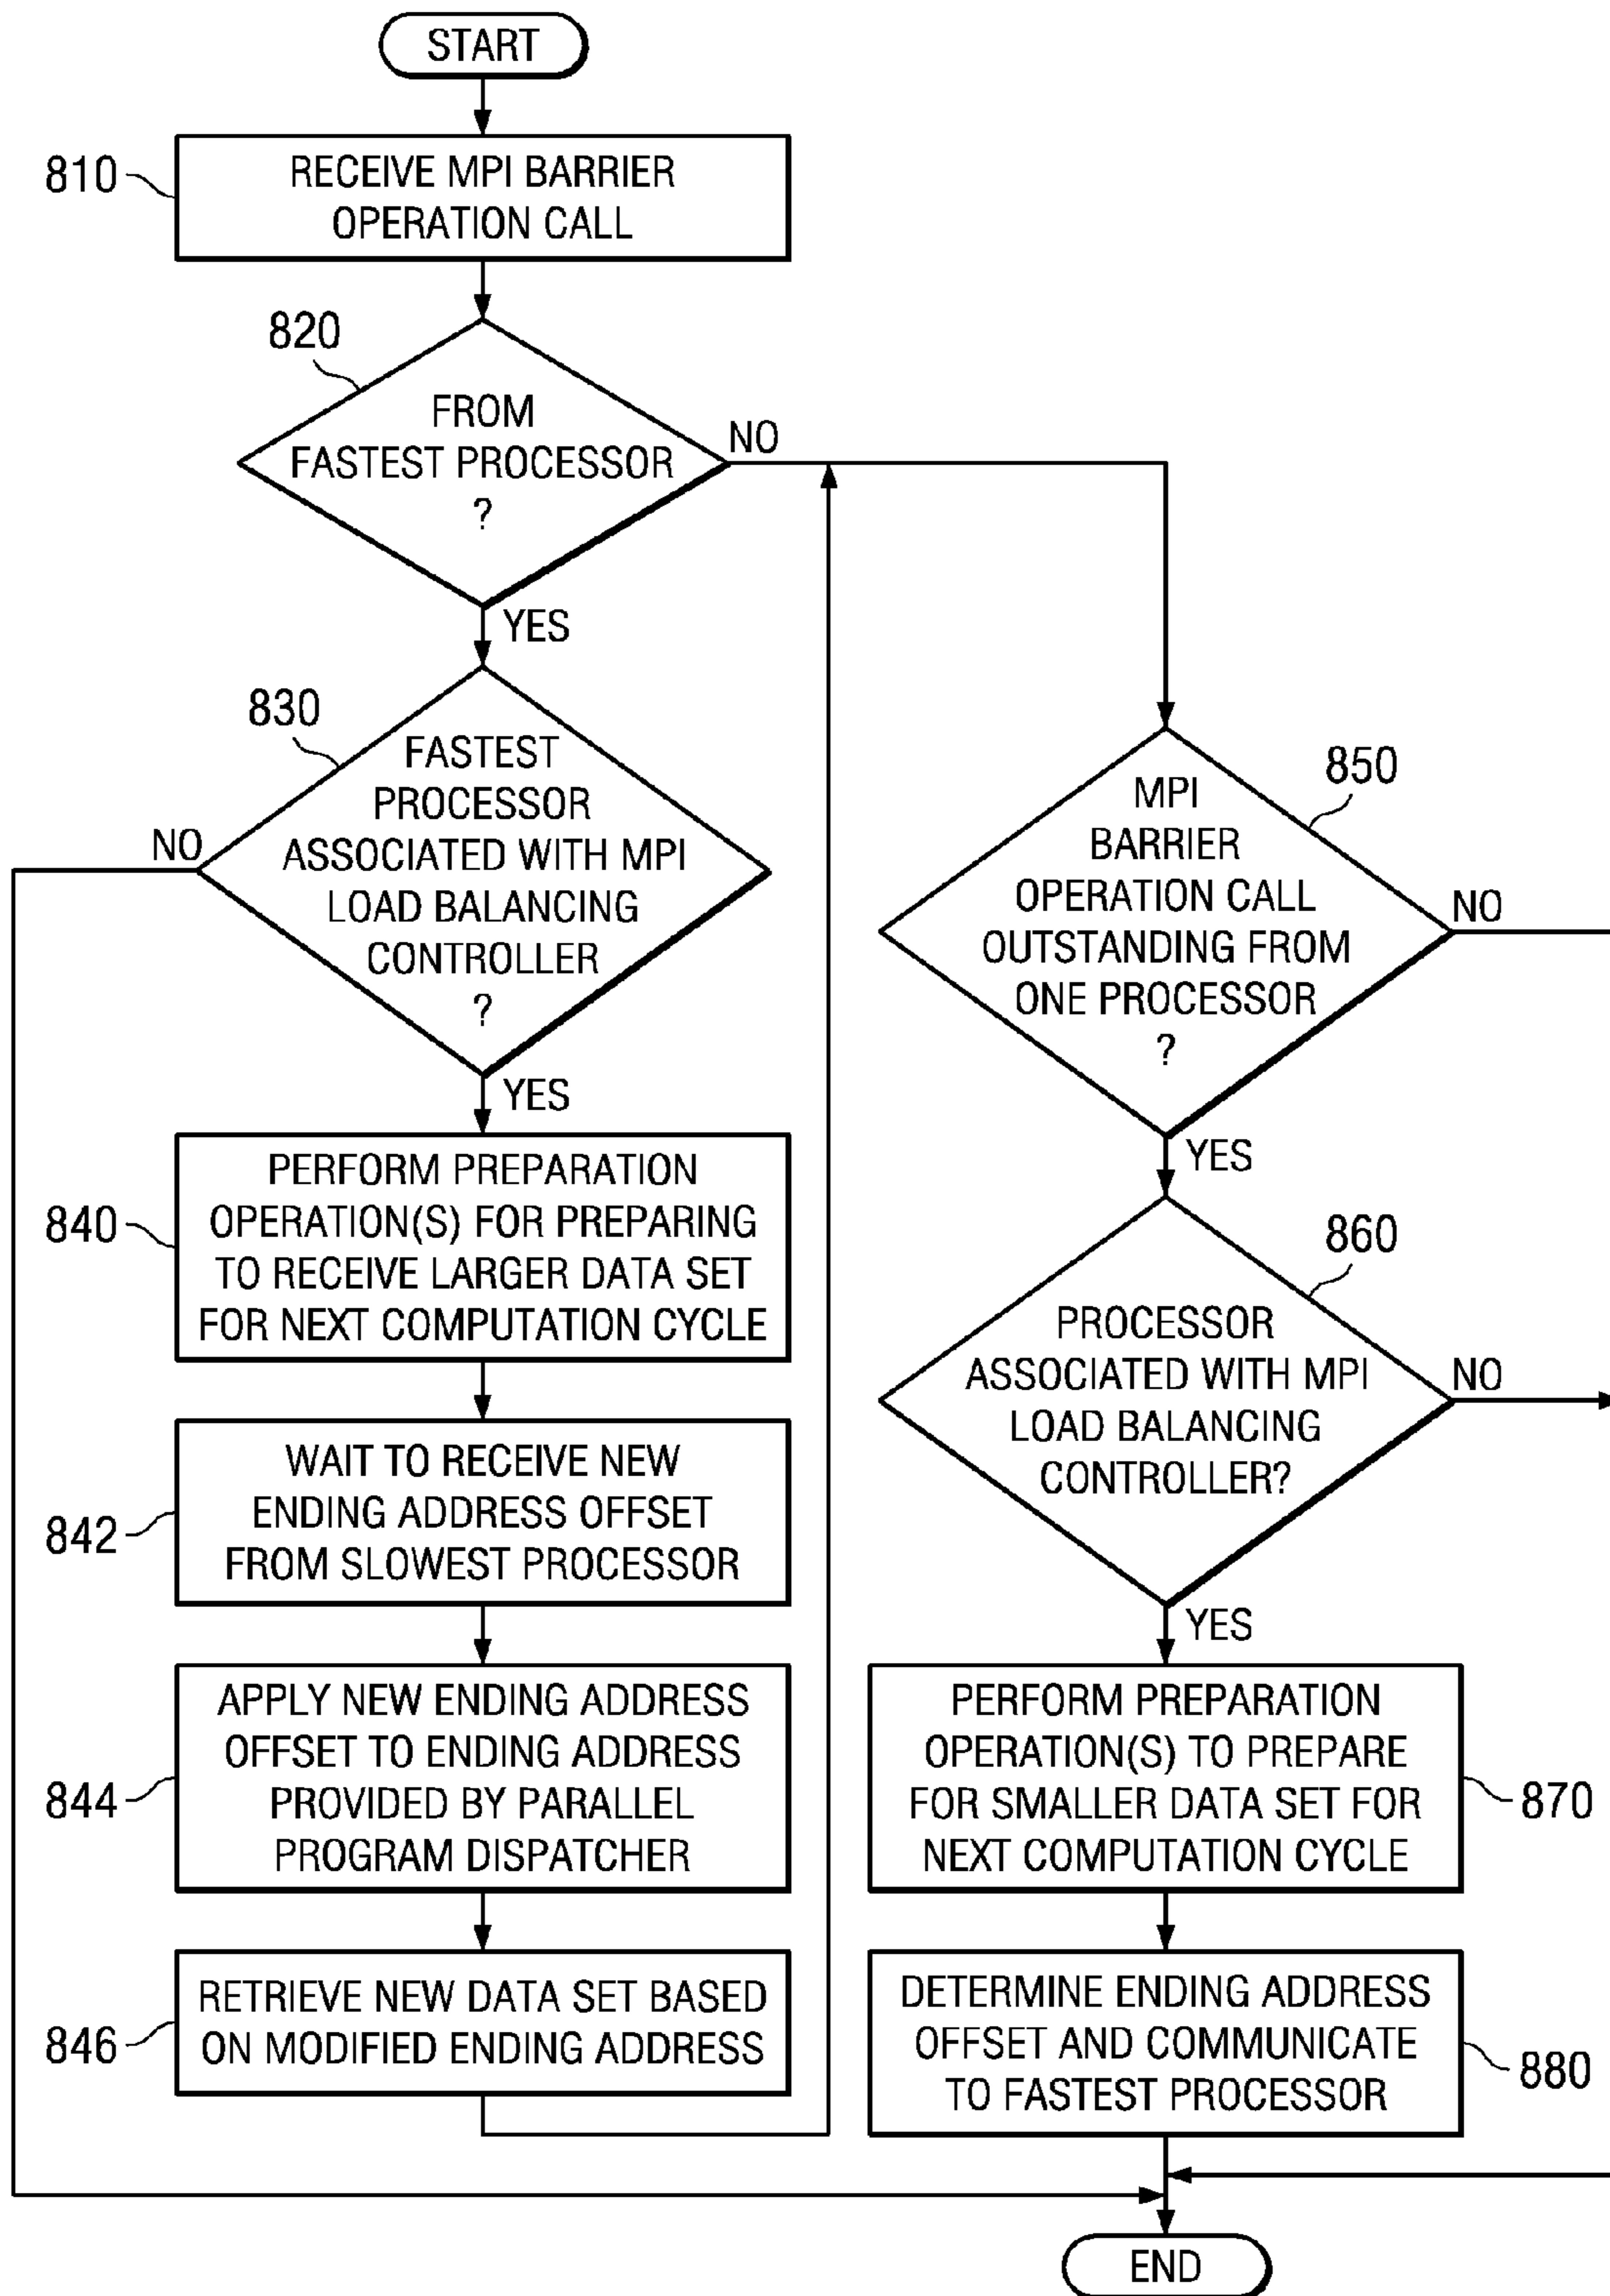 START
810
RECEIVE MPI BARRIER
OPERATION CALL
820
FROM
FASTEST PROCESSOR
?
NO
YES
830
FASTEST
PROCESSOR
ASSOCIATED WITH MPI
LOAD BALANCING
CONTROLLER
?
NO
YES
840
PERFORM PREPARATION
OPERATION(S) FOR PREPARING
TO RECEIVE LARGER DATA SET
FOR NEXT COMPUTATION CYCLE
842
WAIT TO RECEIVE NEW
ENDING ADDRESS OFFSET
FROM SLOWEST PROCESSOR
844
APPLY NEW ENDING ADDRESS
OFFSET TO ENDING ADDRESS
PROVIDED BY PARALLEL
PROGRAM DISPATCHER
846
RETRIEVE NEW DATA SET BASED
ON MODIFIED ENDING ADDRESS
850
MPI
BARRIER
OPERATION CALL
OUTSTANDING FROM
ONE PROCESSOR
?
NO
YES
860
PROCESSOR
ASSOCIATED WITH MPI
LOAD BALANCING
CONTROLLER?
NO
YES
PERFORM PREPARATION
OPERATION(S) TO PREPARE
FOR SMALLER DATA SET FOR
NEXT COMPUTATION CYCLE
870
DETERMINE ENDING ADDRESS
OFFSET AND COMMUNICATE
TO FASTEST PROCESSOR
880
END